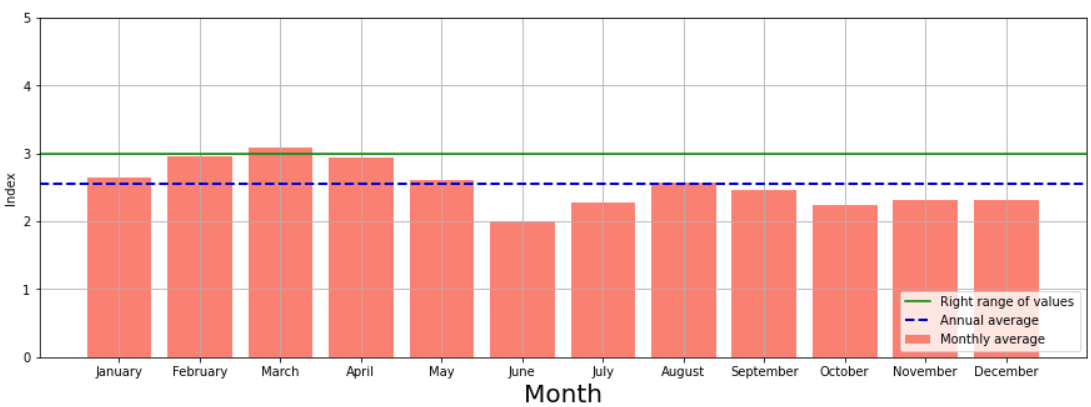 5
4
3
2
1
0
Index
January February March April May June July August September October November December
Month
Right range of values
Annual average
Monthly average